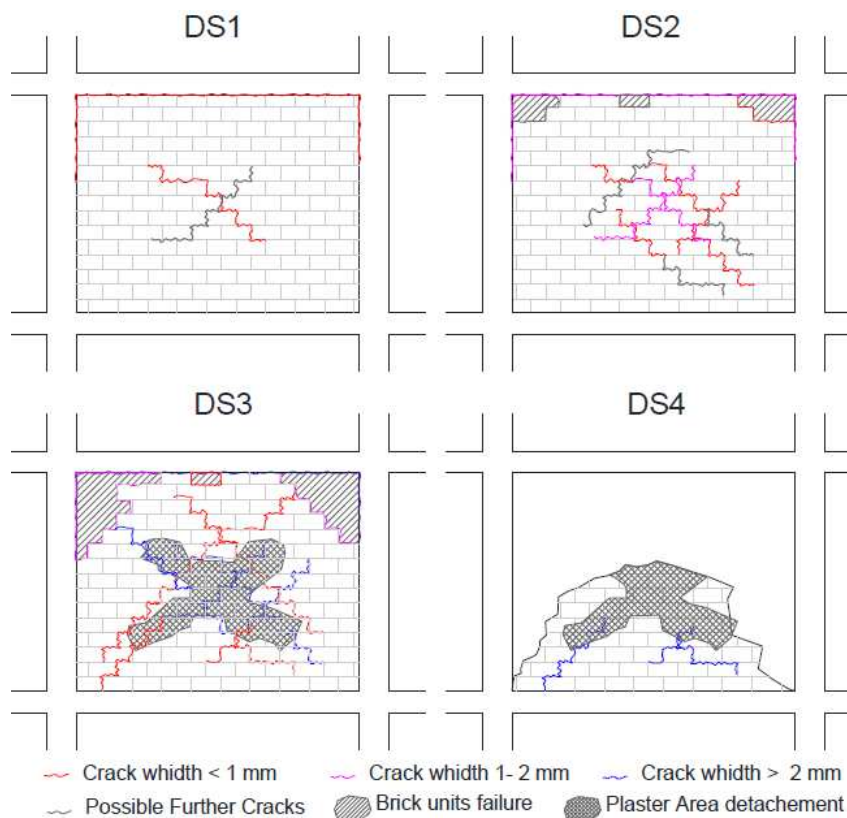 DS1
DS2
DS3
DS4
Crack whidth < 1 mm
Crack whidth 1- 2 mm
Crack whidth > 2 mm
Possible Further Cracks
Brick units failure
Plaster Area detachement